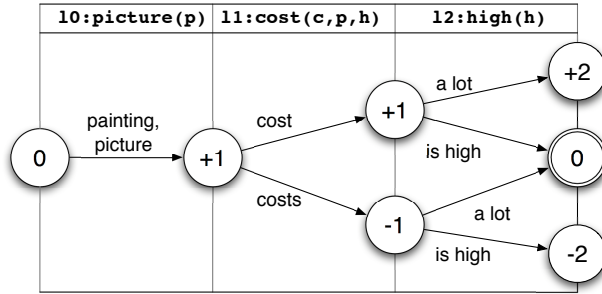 l0:picture(p) l1:cost(c,p,h) l2:high(h)
+2
a lot
painting,
picture
cost
+1
is high
0
+1
0
costs
-1
a lot
is high
-2